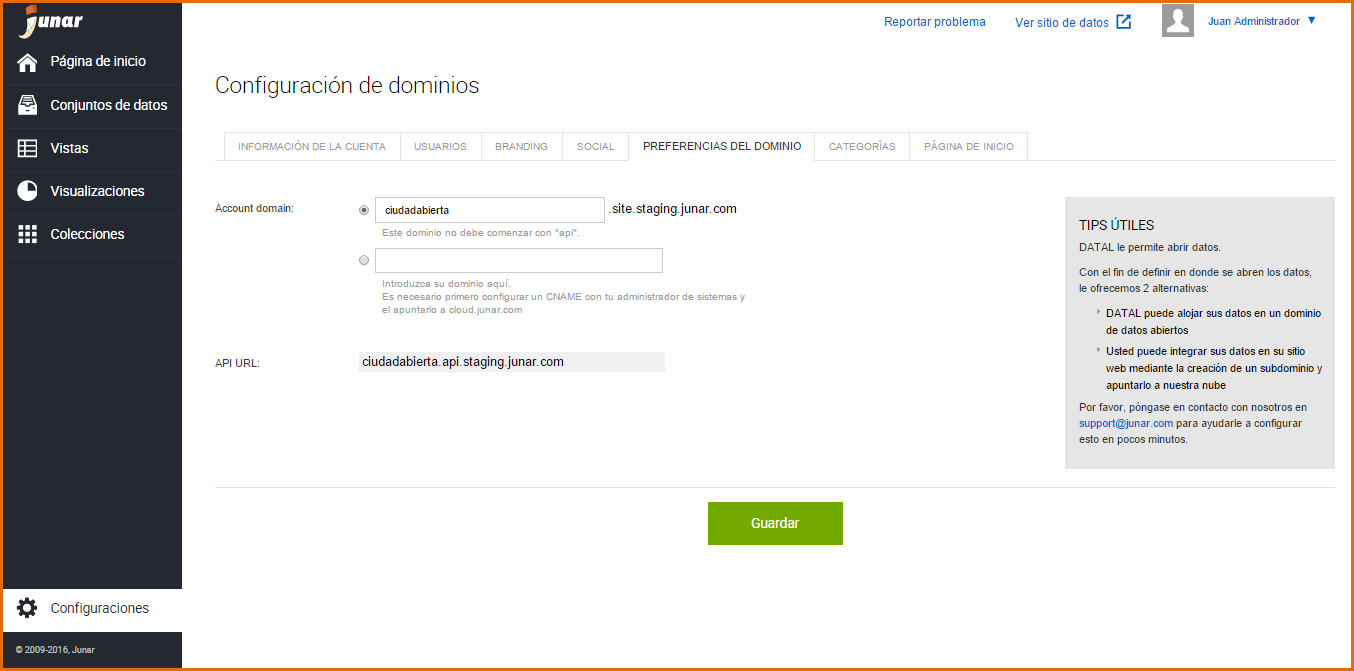 junar
Reportar problema
Ver sitio de datos
Juan Administrador
Página de inicio
Conjuntos de datos
Vistas
Visualizaciones
Colecciones
Configuraciones
© 2009-2016, Junar
Configuración de dominios
INFORMACIÓN DE LA CUENTA
USUARIOS
BRANDING
SOCIAL
PREFERENCIAS DEL DOMINIO
CATEGORÍAS
PÁGINA DE INICIO
Account domain:
ciudadabierta
.site.staging.junar.com
Este dominio no debe comenzar con "api".
Introduzca su dominio aquí.
Es necesario primero configurar un CNAME con tu administrador de sistemas y
el apuntarlo a cloud.junar.com
API URL:
ciudadabierta.api.staging.junar.com
TIPS ÚTILES
DATAL le permite abrir datos.
Con el fin de definir en donde se abren los datos,
le ofrecemos 2 alternativas:
DATAL puede alojar sus datos en un dominio
de datos abiertos
Usted puede integrar sus datos en su sitio
web mediante la creación de un subdominio y
apuntarlo a nuestra nube
Por favor, póngase en contacto con nosotros en
support@junar.com para ayudarle a configurar
esto en pocos minutos.
Guardar